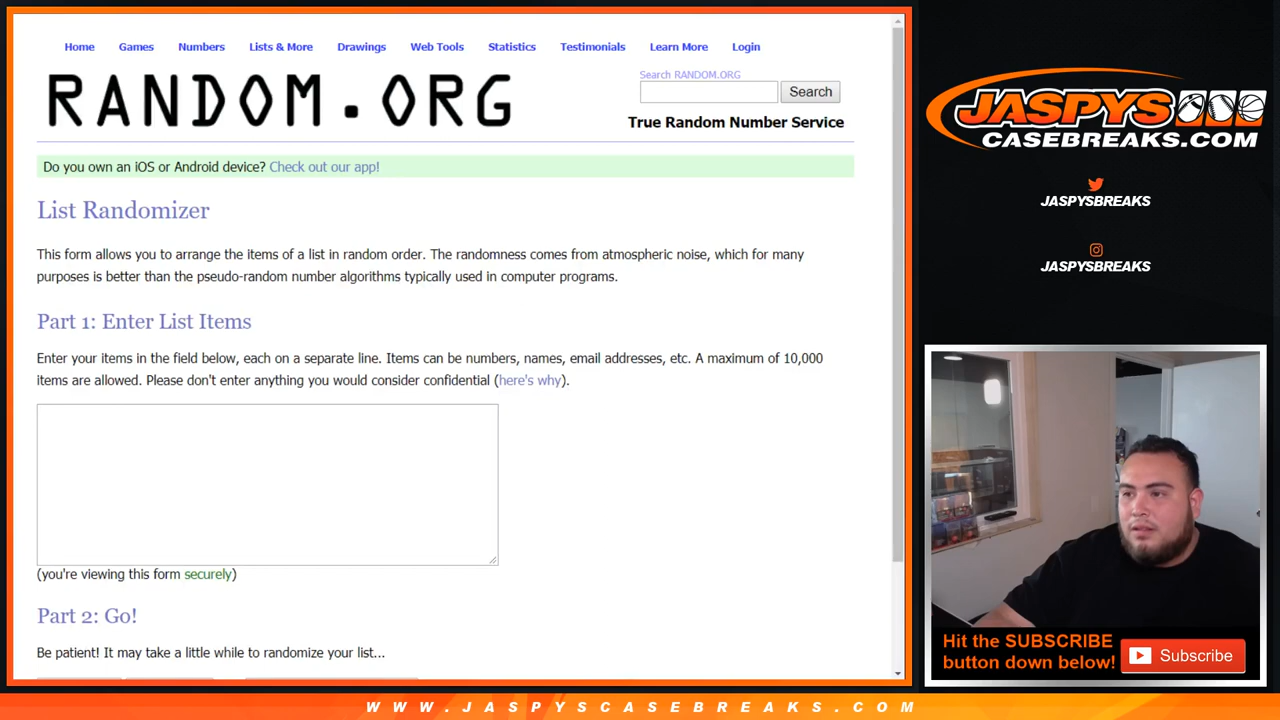 Home Games Numbers Lists & More Drawings Web Tools Statistics Testimonials Learn More Login
RANDOM.ORG
Search RANDOM.ORG
Search
True Random Number Service
Do you own an iOS or Android device? Check out our app!
List Randomizer
This form allows you to arrange the items of a list in random order. The randomness comes from atmospheric noise, which for many
purposes is better than the pseudo-random number algorithms typically used in computer programs.
Part 1: Enter List Items
Enter your items in the field below, each on a separate line. Items can be numbers, names, email addresses, etc. A maximum of 10,000
items are allowed. Please don't enter anything you would consider confidential (here's why).
(you're viewing this form securely)
Part 2: Go!
Be patient! It may take a little while to randomize your list...
JASPYS
CASEBREAKS.COM
JASPYSBREAKS
JASPYSBREAKS
Hit the SUBSCRIBE
button down below!
Subscribe
WWW.JASPYSCASEBREAKS.COM